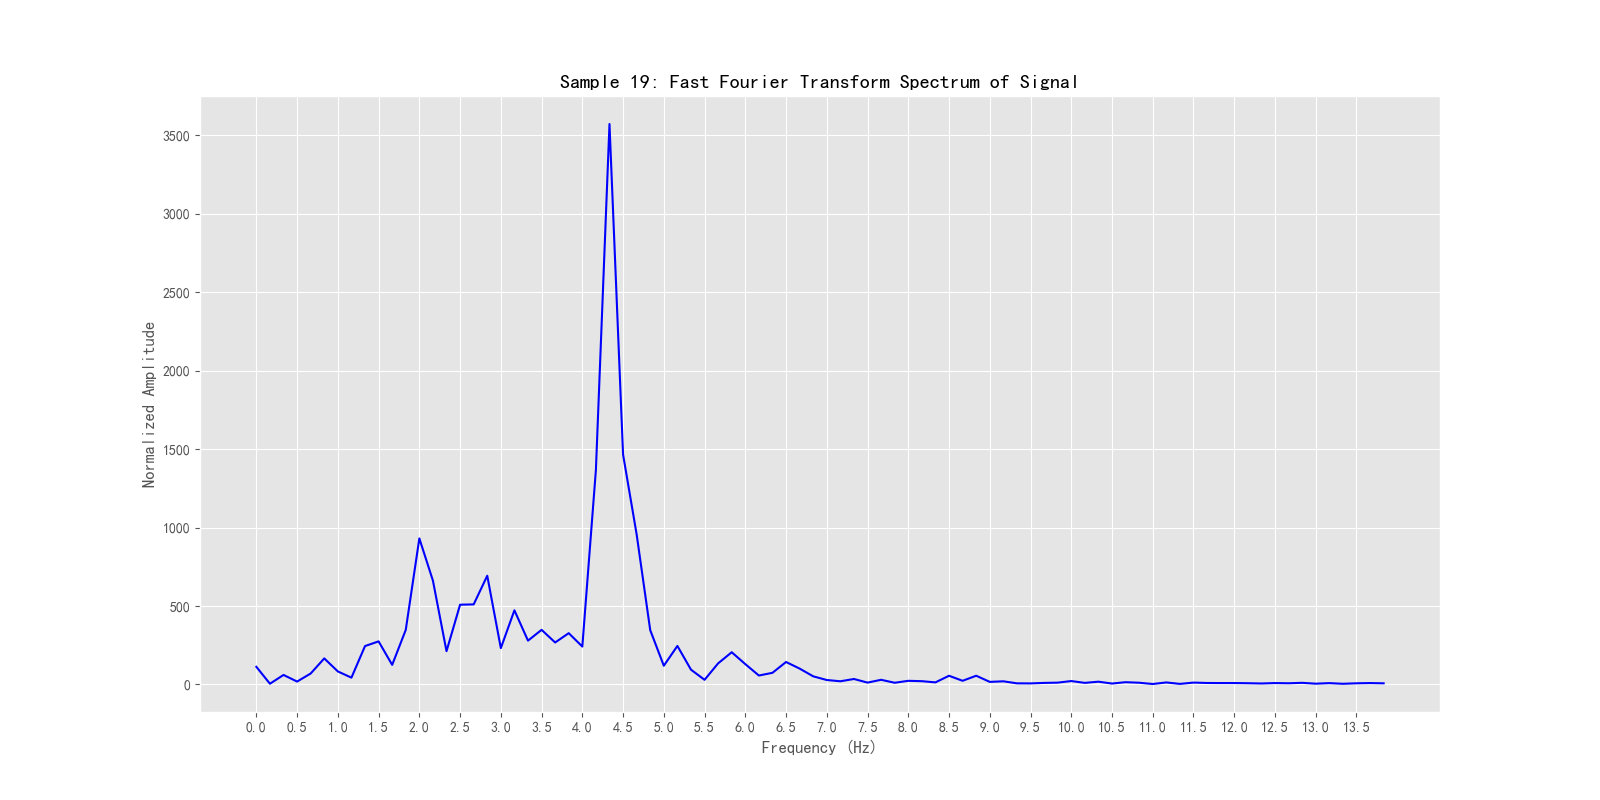 Sample 19: Fast Fourier Transform Spectrum of Signal
Normalized Amplitude
3500
3000
2500
2000
1500
1000
500
0
0.0 0.5 1.0 1.5 2.0 2.5 3.0 3.5 4.0 4.5 5.0 5.5 6.0 6.5 7.0 7.5 8.0 8.5 9.0 9.5 10.0 10.5 11.0 11.5 12.0 12.5 13.0 13.5
Frequency (Hz)